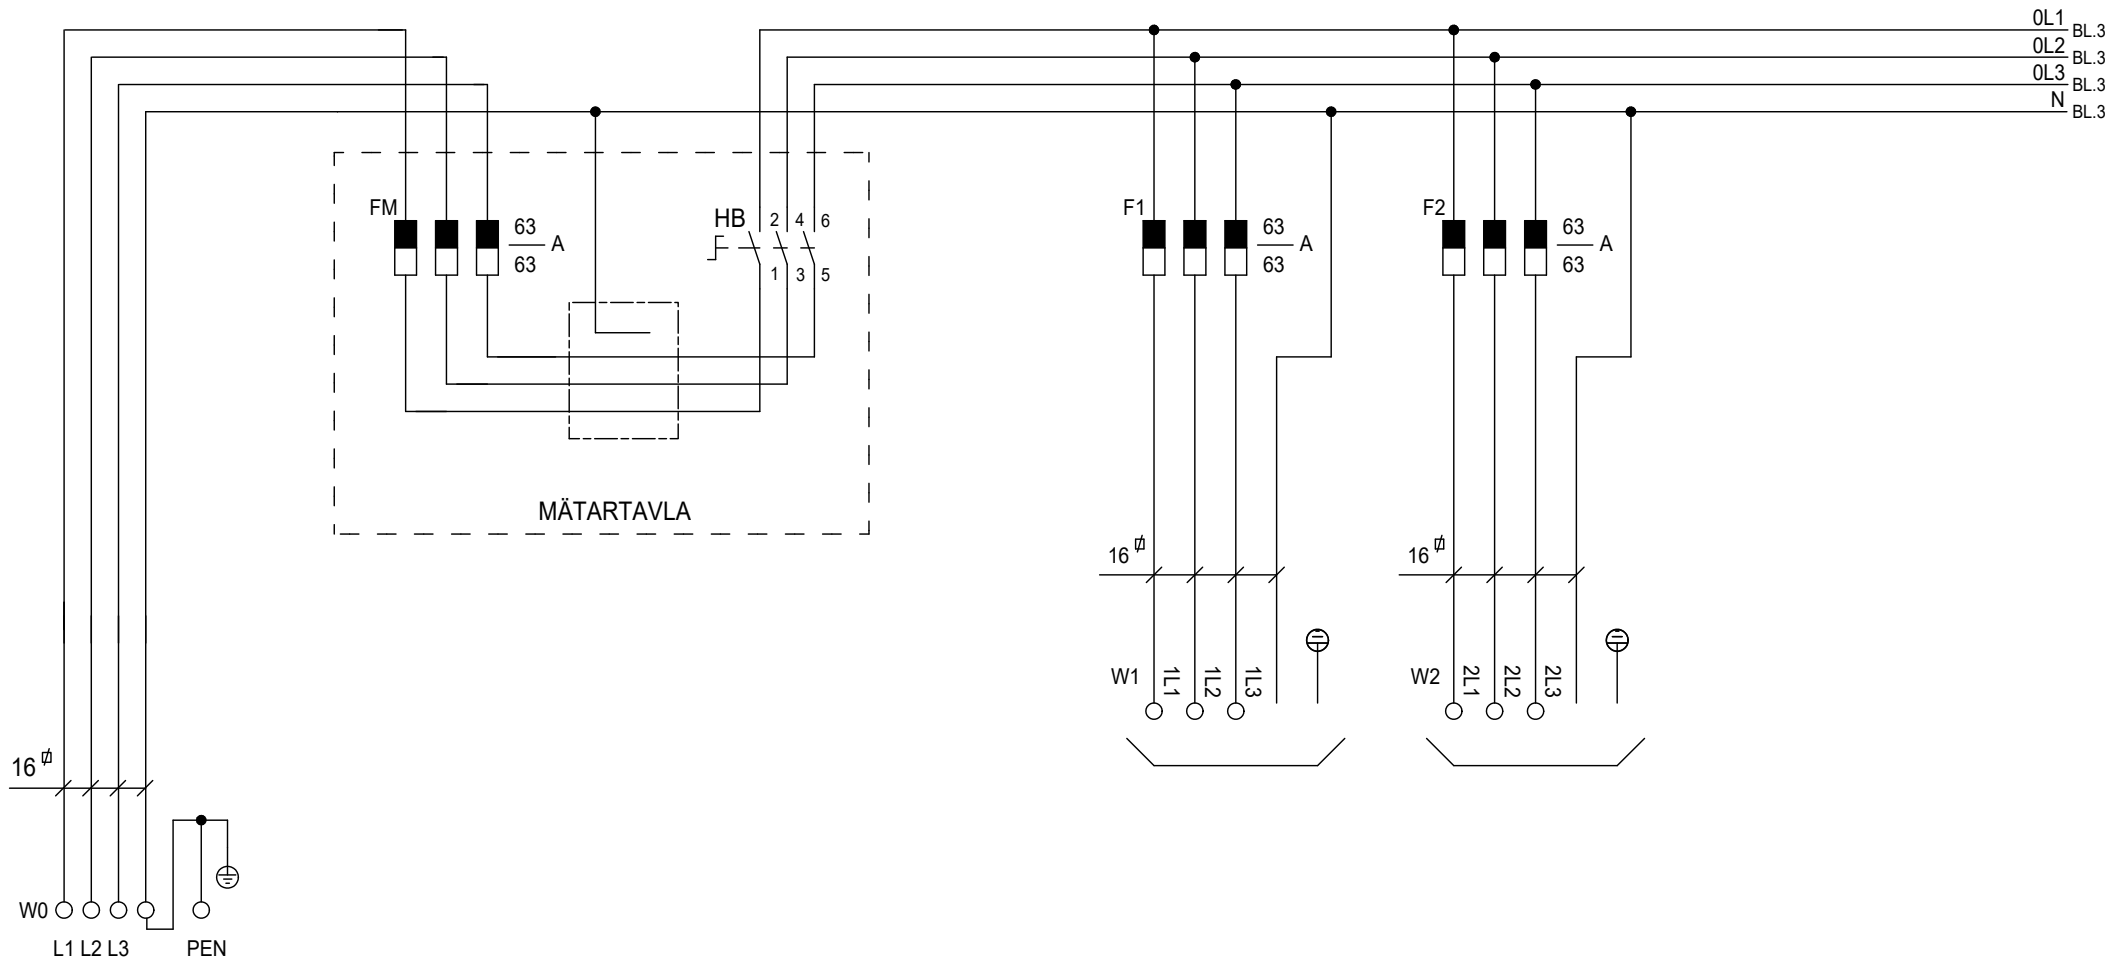 0L1 BL.3
0L2 BL.3
0L3 BL.3
N BL.3
FM 63 A
63
HB 2 4 6
1 3 5
F1 63 A
63
F2 63 A
63
MÄTARTAVLA
16
16
W1 1L1 1L2 1L3
W2 2L1 2L2 2L3
16
W0
L1 L2 L3 PEN